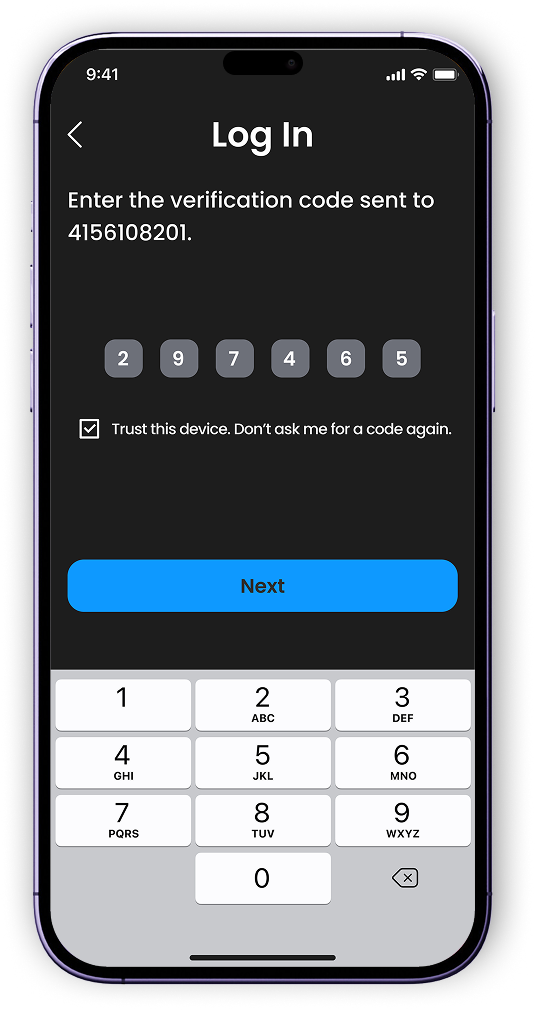 9:41
Log In
Enter the verification code sent to
4156108201.
2 9 7 4 6 5
Trust this device. Don’t ask me for a code again.
Next
1 2 3
ABC DEF
4 5 6
GHI JKL MNO
7 8 9
PQRS TUV WXYZ
0